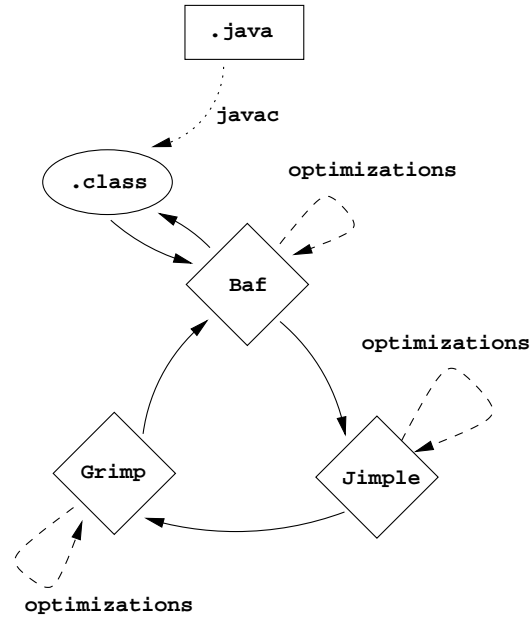 .java
javac
optimizations
.class
Baf
optimizations
Grimp
Jimple
optimizations